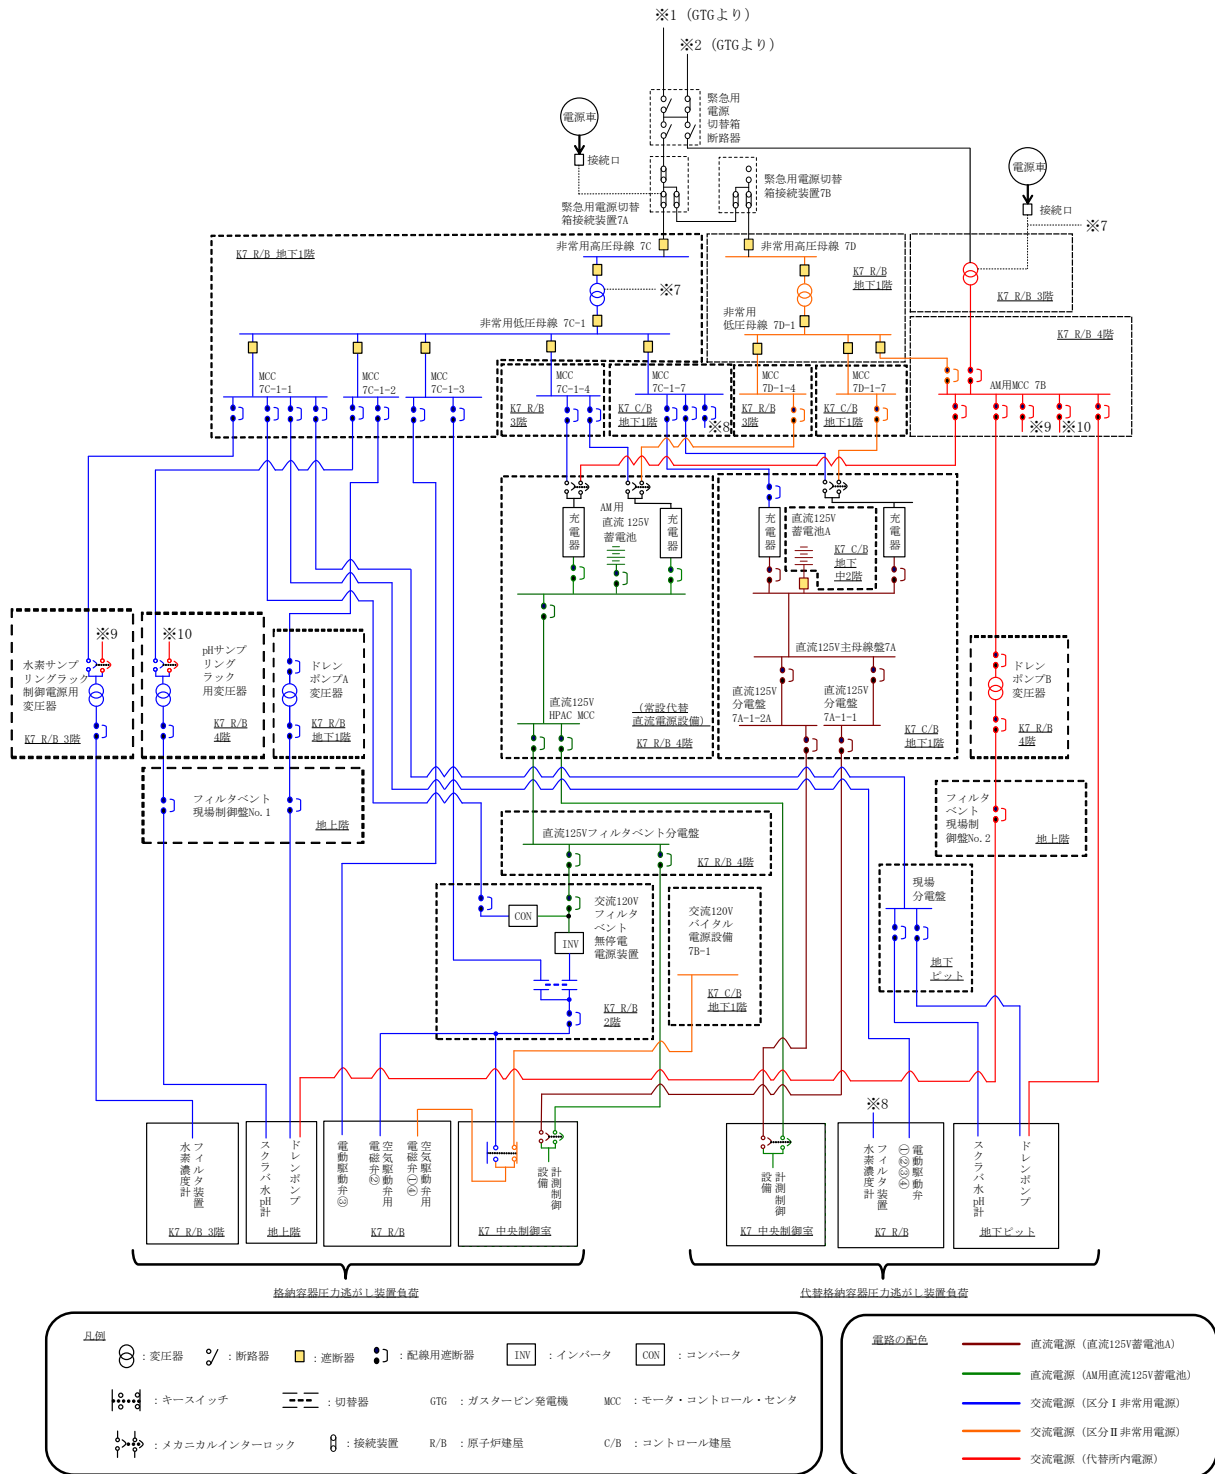 ※1 (GTGより)
※2 (GTGより)
緊急用
電源
切替箱
断路器
電源車
接続口
電源車
接続口
※7
緊急用電源切替
箱接続装置7A
緊急用電源切替
箱接続装置7B
K7 R/B 地下1階
非常用高圧母線 7C
※7
非常用低圧母線 7C-1
非常用高圧母線 7D
K7 R/B
地下1階
非常用
低圧母線 7D-1
K7 R/B 3階
K7 R/B 4階
MCC
7C-1-1
MCC
7C-1-2
MCC
7C-1-3
MCC
7C-1-4
K7 R/B
3階
MCC
7C-1-7
K7 C/B
地下1階
※8
MCC
7D-1-4
K7 R/B
3階
MCC
7D-1-7
K7 C/B
地下1階
AM用MCC 7B
※9
※10
充電器
AM用
直流 125V
蓄電池
充電器
充電器
直流125V
蓄電池A
K7 C/B
地下
中2階
充電器
直流125V
HPAC MCC
(常設代替
直流電源設備)
K7 R/B 4階
直流125V主母線盤7A
直流125V
分電盤
7A-1-2A
直流125V
分電盤
7A-1-1
K7 C/B
地下1階
※9
水素サンプ
リングラック
制御電源用
変圧器
K7 R/B 3階
※10
pHサンプ
リング
ラック
用変圧器
K7 R/B
4階
ドレン
ポンプA
変圧器
K7 R/B
地下1階
ドレン
ポンプB
変圧器
K7 R/B
4階
フィルタベント
現場制御盤No.1
地上階
フィルタ
ベント
現場制
御盤No.2
地上階
直流125Vフィルタベント分電盤
K7 R/B 4階
現場
分電盤
地下
ピット
CON
INV
交流120V
フィルタ
ベント
無停電
電源装置
K7 R/B
2階
交流120V
バイタル
電源設備
7B-1
K7 C/B
地下1階
フィルタ装置
水素濃度計
K7 R/B 3階
スクラバ水pH計
ドレンポンプ
地上階
電動駆動弁③
空気駆動弁用
電磁弁②
空気駆動弁用
電磁弁①④
K7 R/B
計測制御
設備
K7 中央制御室
計測制御
設備
K7 中央制御室
※8
フィルタ装置
水素濃度計
電動駆動弁
①②③④
K7 R/B
スクラバ水pH計
ドレンポンプ
地下ピット
格納容器圧力逃がし装置負荷
代替格納容器圧力逃がし装置負荷
凡例
：変圧器
：断路器
：遮断器
：配線用遮断器
INV ：インバータ
CON ：コンバータ
：キースイッチ
：切替器
GTG ：ガスタービン発電機
MCC ：モータ・コントロール・センタ
：メカニカルインターロック
：接続装置
R/B ：原子炉建屋
C/B ：コントロール建屋
電路の配色
直流電源 (直流125V蓄電池A)
直流電源 (AM用直流125V蓄電池)
交流電源 (区分Ⅰ非常用電源)
交流電源 (区分Ⅱ非常用電源)
交流電源 (代替所内電源)